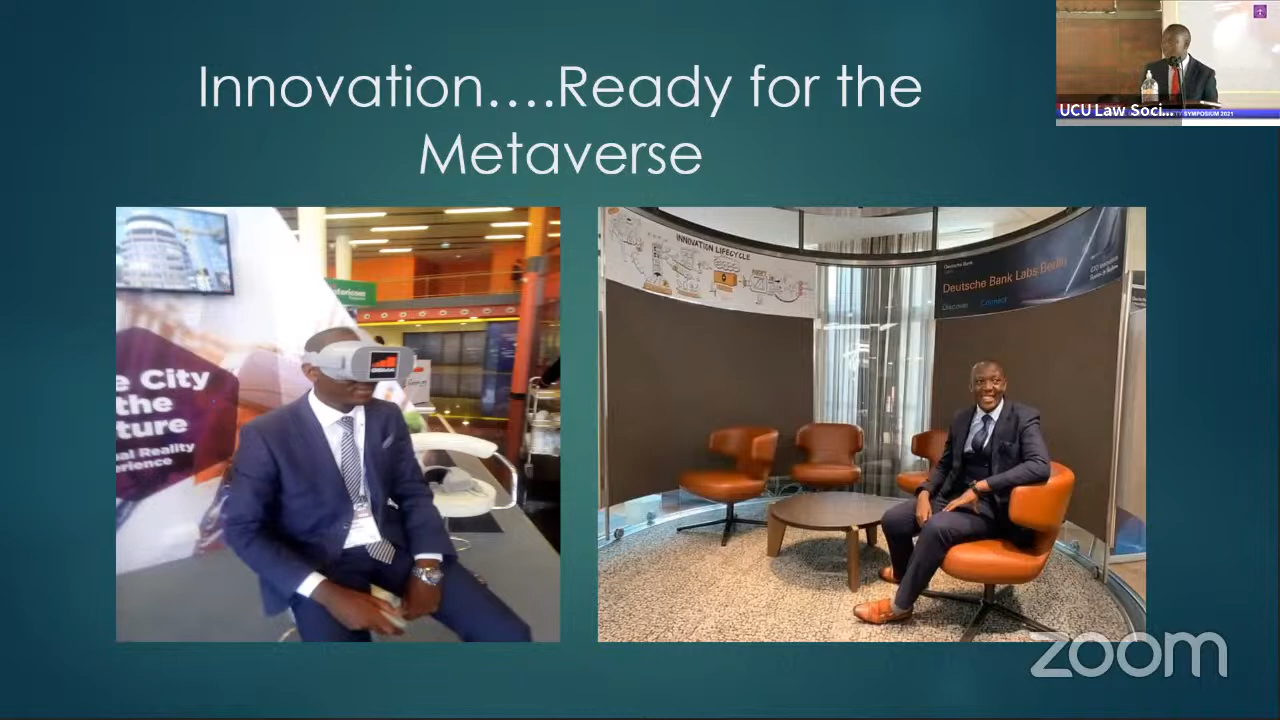 Innovation....Ready for the
Metaverse
UCU Law Soci...
SYMPOSIUM 2021
e City
the
ture
al Reality
erience
INNOVATION LIFECYCLE
Deutsche Bank
Deutsche Bank Labs Berlin
Discover Connect
zoom